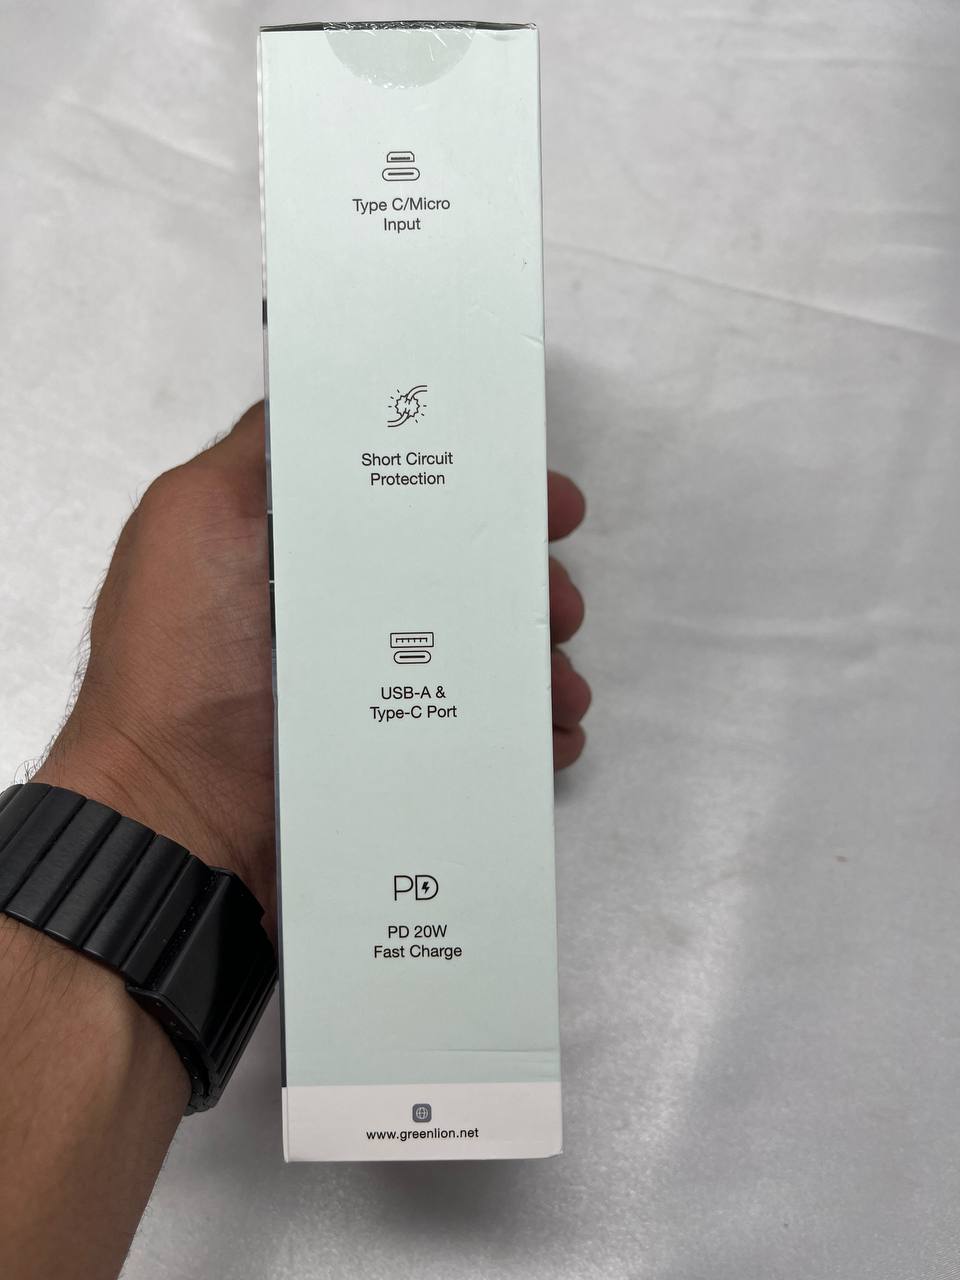 Type C/Micro
Input
Short Circuit
Protection
USB-A &
Type-C Port
PD
PD 20W
Fast Charge
www.greenlion.net